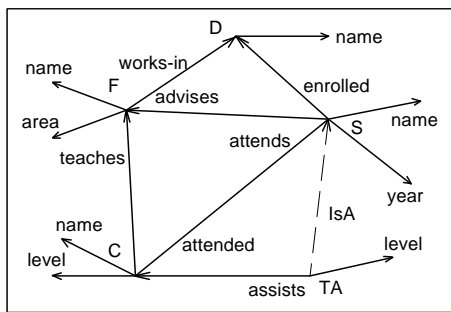 D
name
works-in
name
F
enrolled
advises
name
area
S
teaches
attends
year
name
IsA
level
C
attended
level
assists
TA